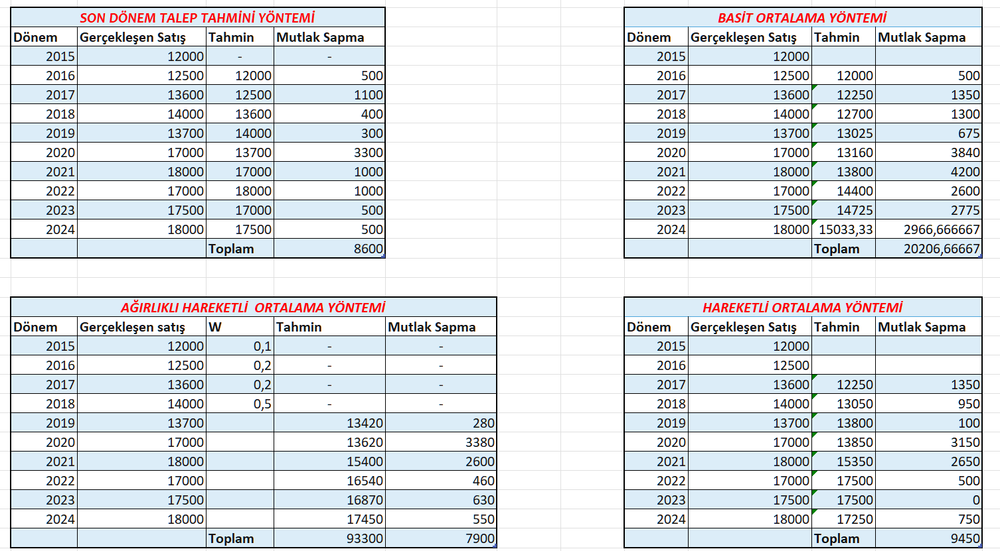 SON DÖNEM TALEP TAHMİNİ YÖNTEMİ
Dönem Gerçekleşen Satış Tahmin Mutlak Sapma
2015 12000 - -
2016 12500 12000 500
2017 13600 12500 1100
2018 14000 13600 400
2019 13700 14000 300
2020 17000 13700 3300
2021 18000 17000 1000
2022 17000 18000 1000
2023 17500 17000 500
2024 18000 17500 500
Toplam 8600
BASİT ORTALAMA YÖNTEMİ
Dönem Gerçekleşen Satış Tahmin Mutlak Sapma
2015 12000
2016 12500 12000 500
2017 13600 12250 1350
2018 14000 12700 1300
2019 13700 13025 675
2020 17000 13160 3840
2021 18000 13800 4200
2022 17000 14400 2600
2023 17500 14725 2775
2024 18000 15033,33 2966,666667
Toplam 20206,66667
AĞIRLIKLI HAREKETLİ  ORTALAMA YÖNTEMİ
Dönem Gerçekleşen satış W Tahmin Mutlak Sapma
2015 12000 0,1 - -
2016 12500 0,2 - -
2017 13600 0,2 - -
2018 14000 0,5 - -
2019 13700 13420 280
2020 17000 13620 3380
2021 18000 15400 2600
2022 17000 16540 460
2023 17500 16870 630
2024 18000 17450 550
Toplam 93300 7900
HAREKETLİ ORTALAMA YÖNTEMİ
Dönem Gerçekleşen Satış Tahmin Mutlak Sapma
2015 12000
2016 12500
2017 13600 12250 1350
2018 14000 13050 950
2019 13700 13800 100
2020 17000 13850 3150
2021 18000 15350 2650
2022 17000 17500 500
2023 17500 17500 0
2024 18000 17250 750
Toplam 9450